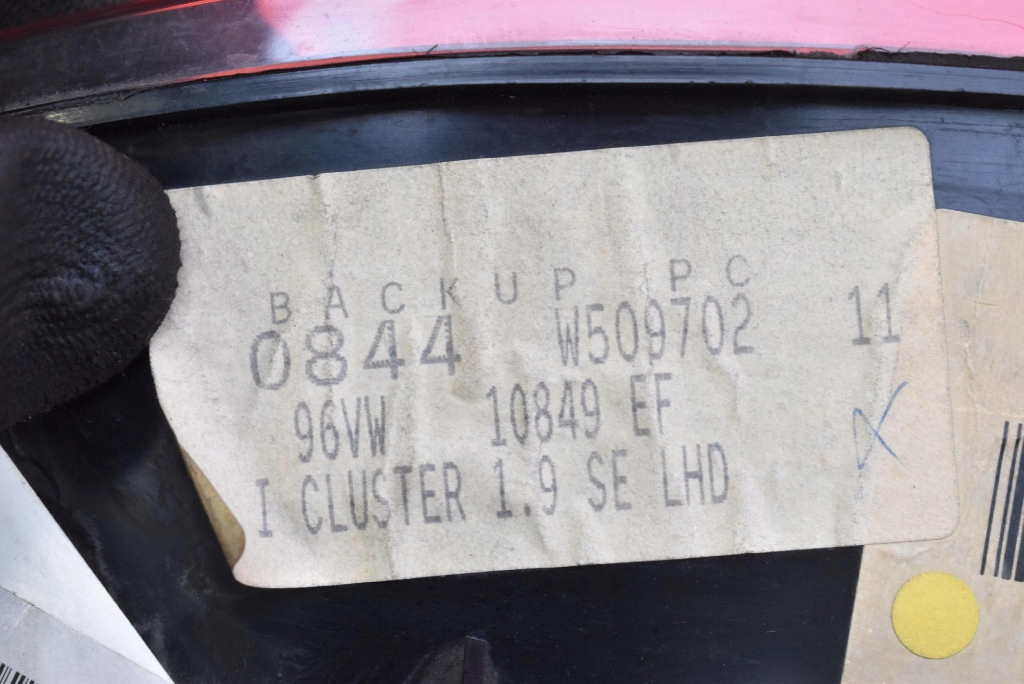 BACKUP PC
0844 W509702 11
96VW 10849 EF
I CLUSTER 1.9 SE LHD